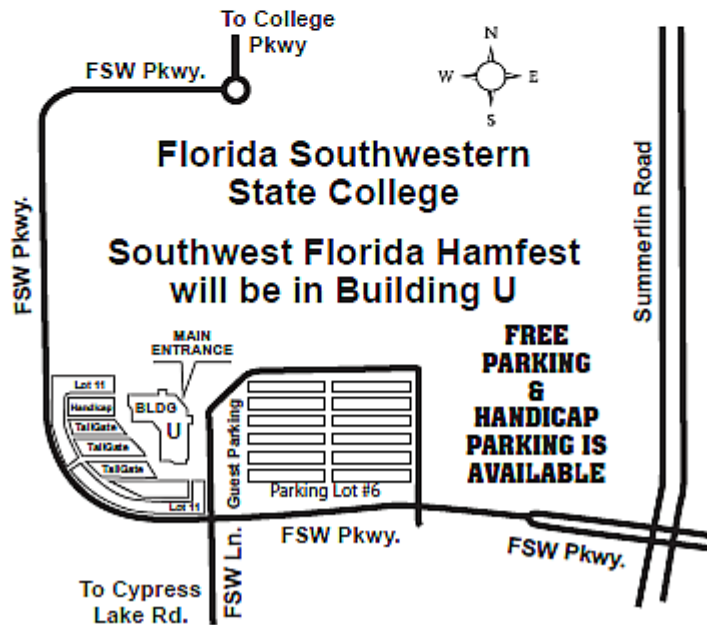 To College
Pkwy
FSW Pkwy.
N
W E
S
Florida Southwestern
State College
Summerlin Road
FSW Pkwy.
Southwest Florida Hamfest
will be in Building U
MAIN
ENTRANCE
FREE
PARKING
&
HANDICAP
PARKING IS
AVAILABLE
Lot 11
Handicap
TailGate
TailGate
TailGate
Lot 11
BLDG
U
Guest Parking
Parking Lot #6
FSW Pkwy.
FSW Pkwy.
FSW Ln.
To Cypress
Lake Rd.